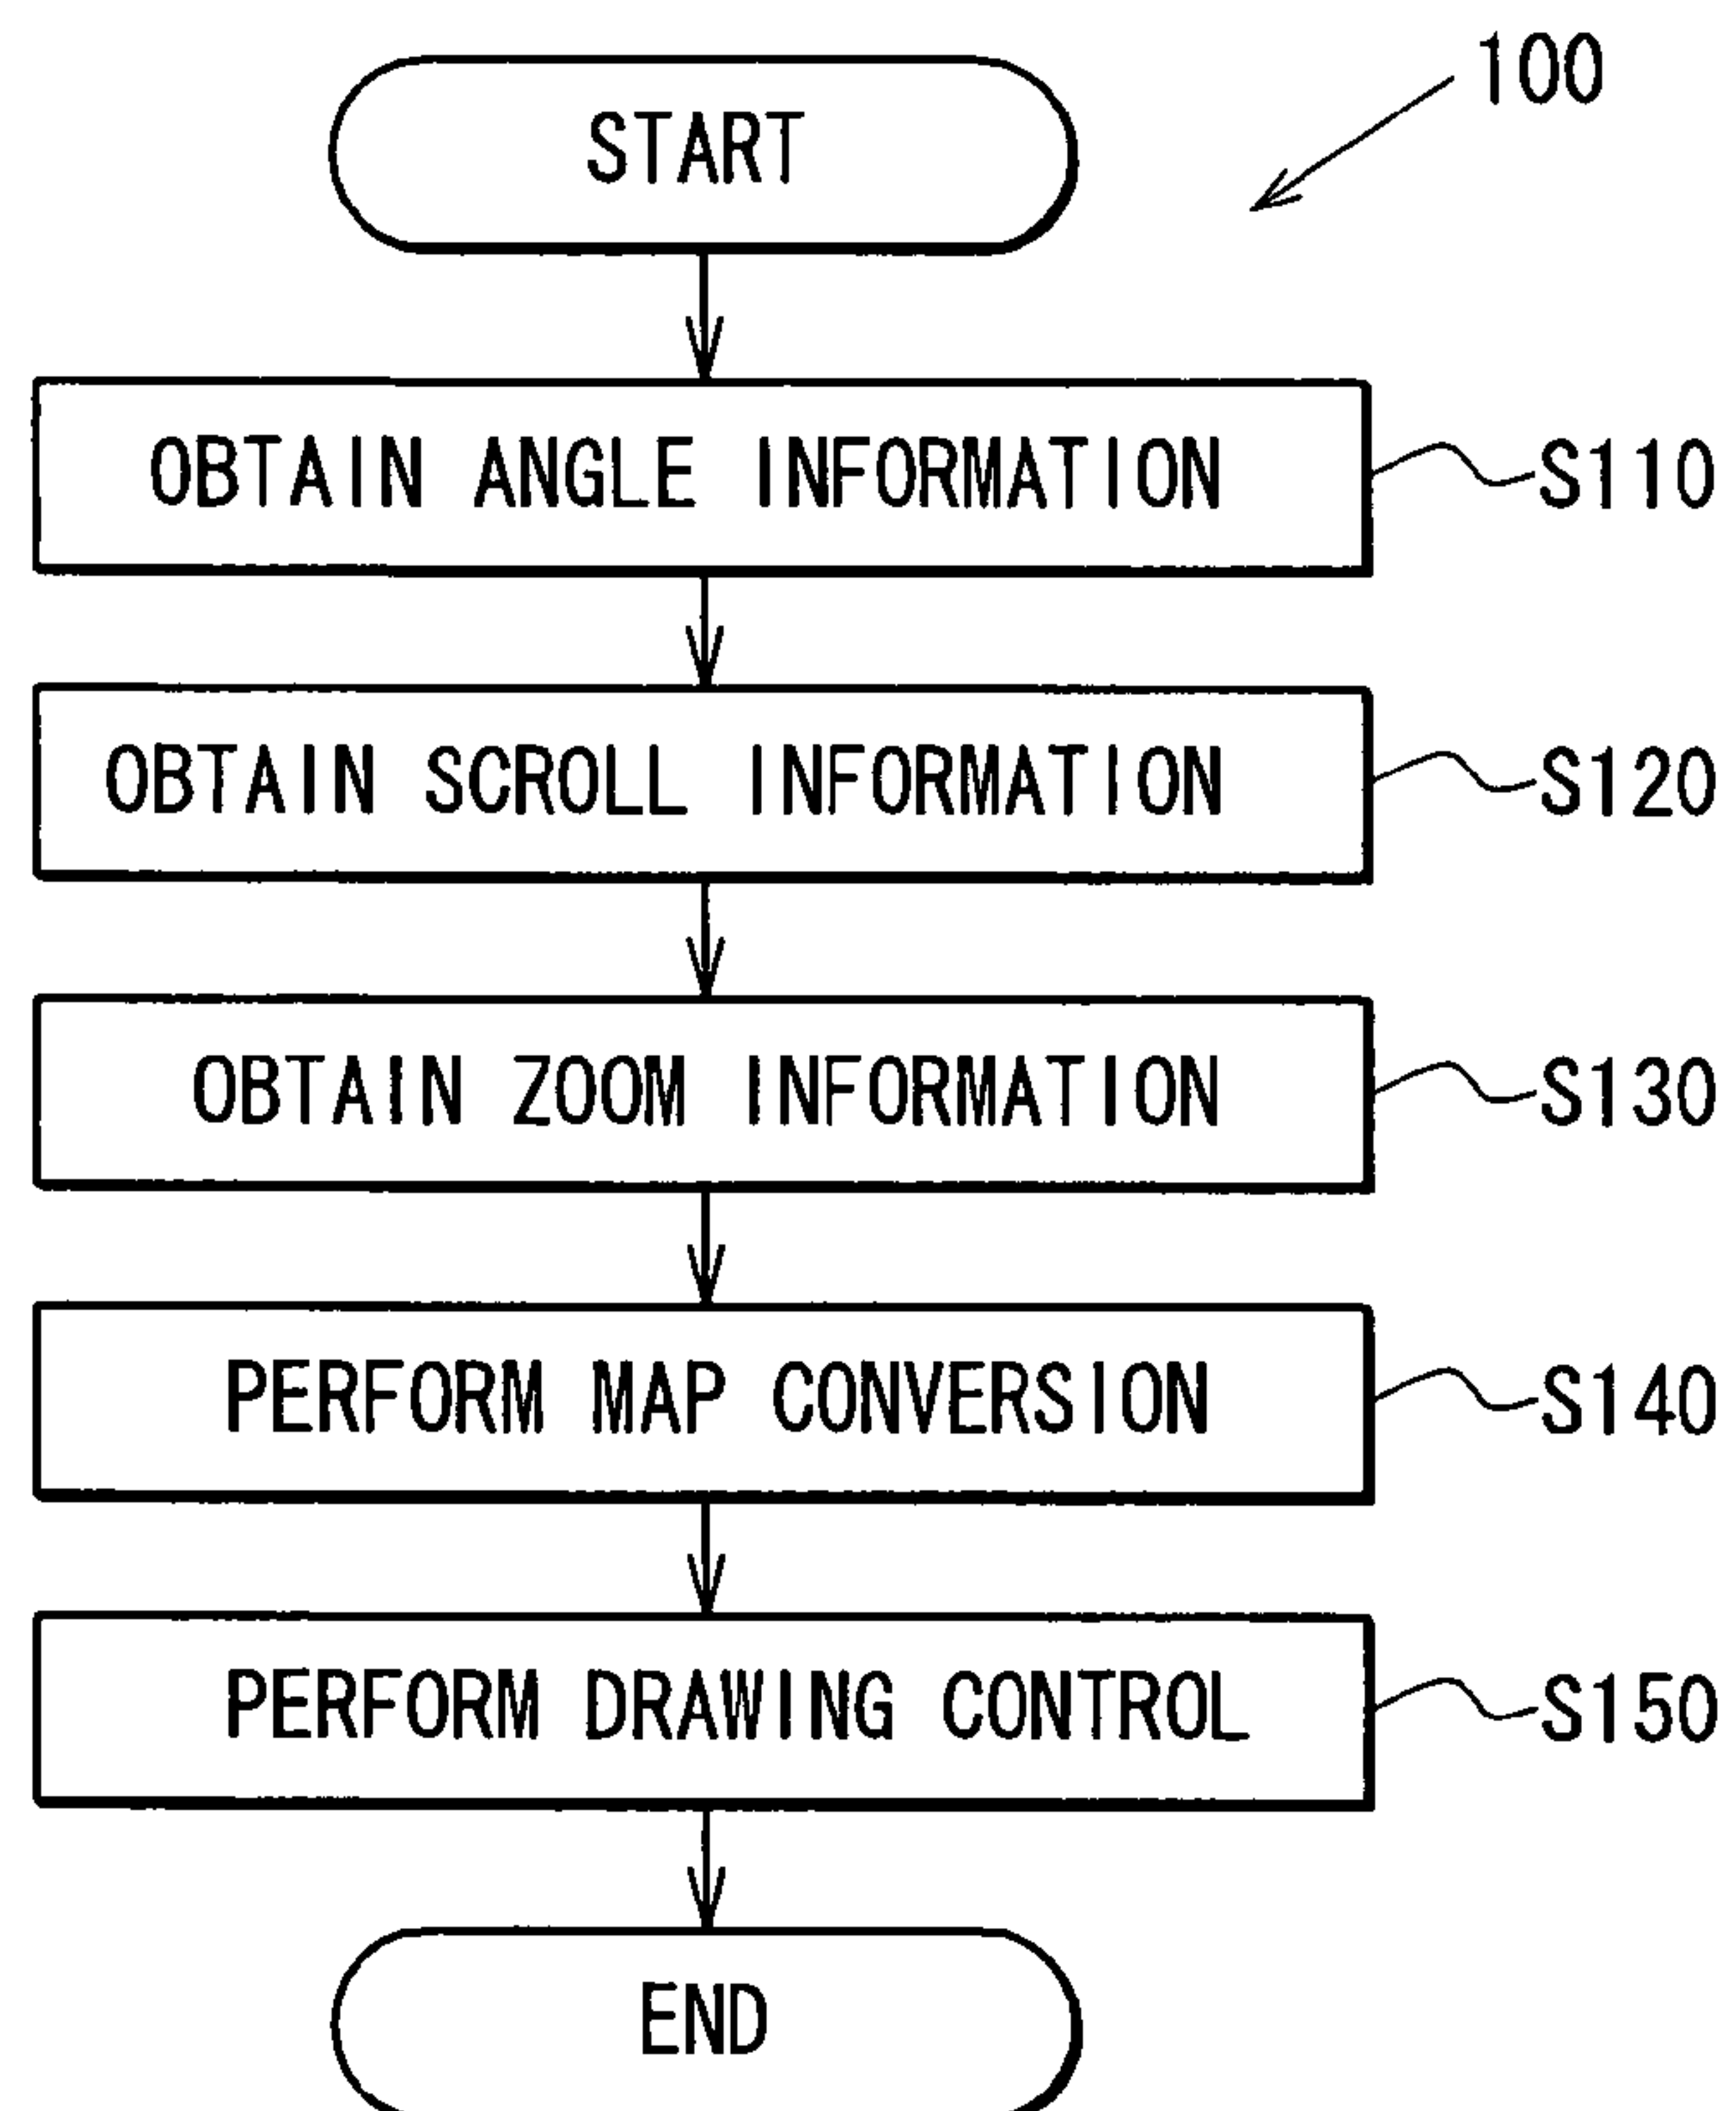 100
START
OBTAIN ANGLE INFORMATION
S110
OBTAIN SCROLL INFORMATION
S120
OBTAIN ZOOM INFORMATION
S130
PERFORM MAP CONVERSION
S140
PERFORM DRAWING CONTROL
S150
END